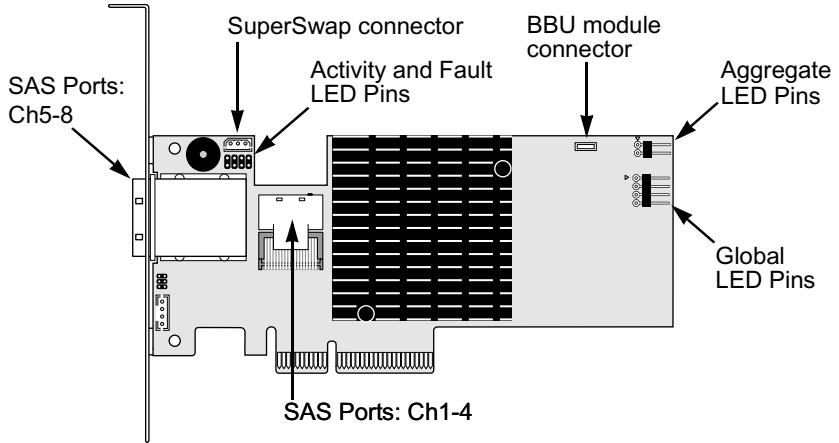 SuperSwap connector
BBU module
connector
Activity and Fault
LED Pins
Aggregate
LED Pins
SAS Ports:
Ch5-8
Global
LED Pins
SAS Ports: Ch1-4